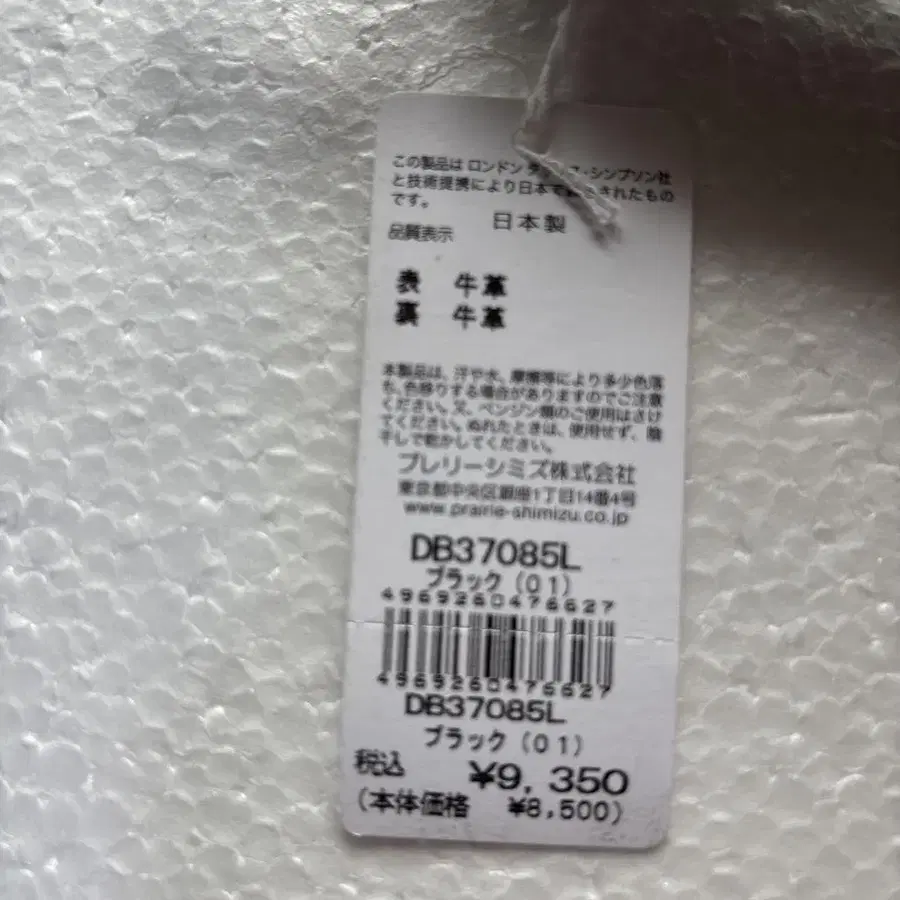 この製品は ロンドン シンプソン社
と技術提携により日本で されたもの
です。
日本製
品質表示
表 牛革
裏 牛革
本製品は、汗や水、摩擦等により多少色落
ち、色移りする場合がありますのでご注意
ください。又、ベンジン類のご使用はさけ
てください。ぬれたときは、使用せず、陰
干しで乾かしてください。
プレリーシミズ株式会社
東京都中央区銀座1丁目14番4号
www.prairie-shimizu.co.jp
DB37085L
ブラック(01)
4969260476627
4969260476627
DB37085L
ブラック(01)
税込 ¥9,350
(本体価格 ¥8,500)